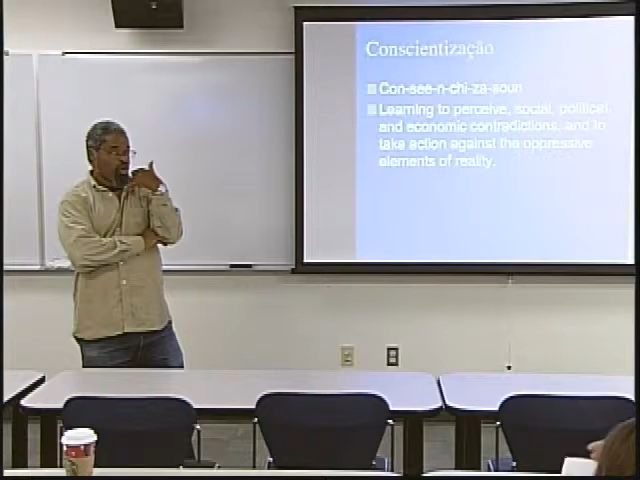 Conscientização
Con-see-n-chi-za-soun
Learning to perceive, social, political,
and economic contradictions, and to
take action against the oppressive
elements of reality.